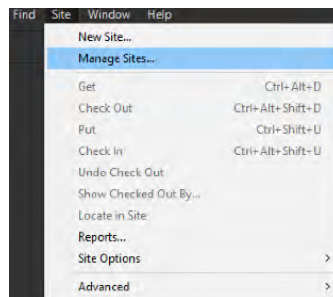 Find Site Window Help
New Site...
Manage Sites...
Get Ctrl+Alt+D
Check Out Ctrl+Alt+Shift+D
Put Ctrl+Shift+U
Check In Ctrl+Alt+Shift+U
Undo Check Out
Show Checked Out By...
Locate in Site
Reports...
Site Options >
Advanced >